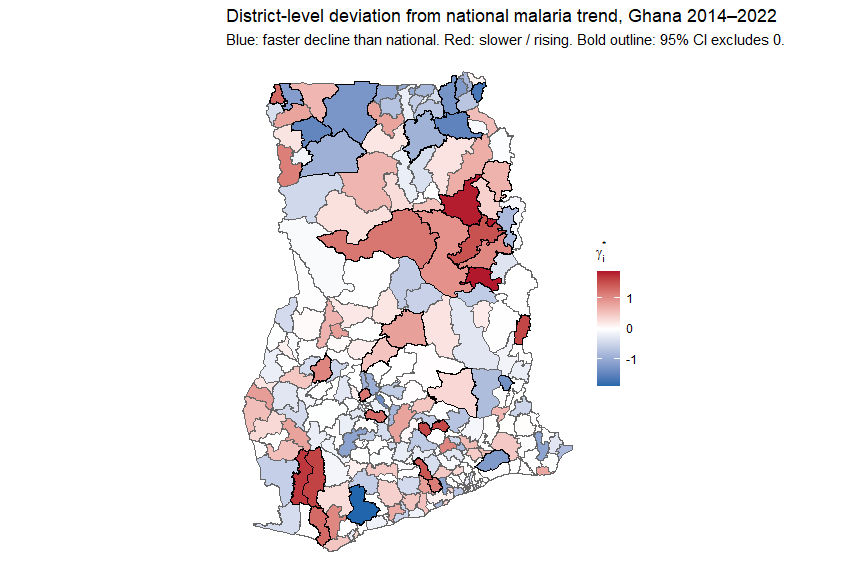 District-level deviation from national malaria trend, Ghana 2014–2022
Blue: faster decline than national. Red: slower / rising. Bold outline: 95% CI excludes 0.
γᵢ*
1
0
-1